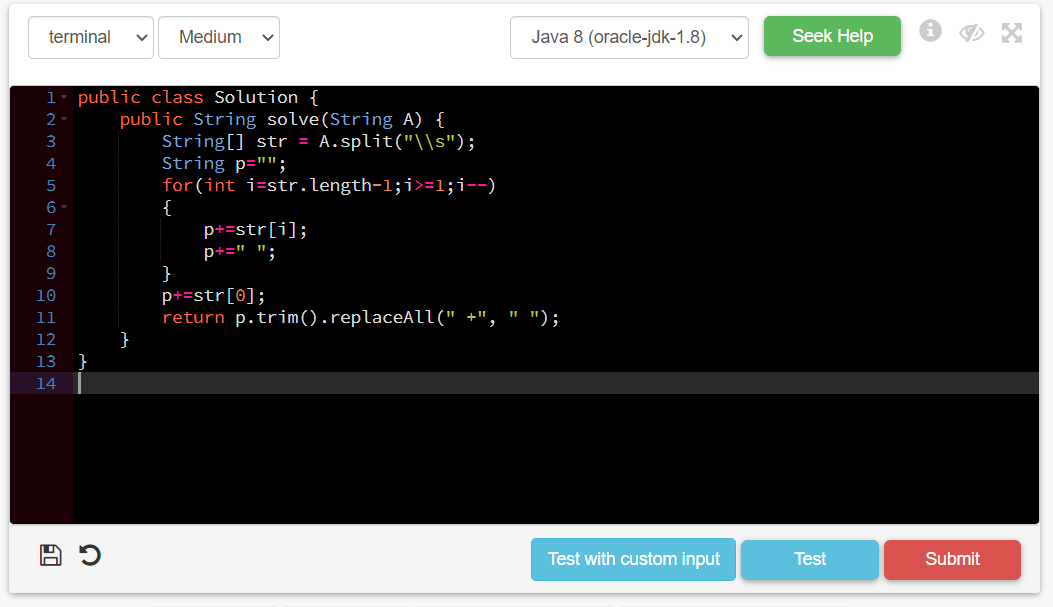 terminal Medium Java 8 (oracle-jdk-1.8) Seek Help
1 public class Solution {
2 public String solve(String A) {
3 String[] str = A.split("\\s");
4 String p="";
5 for(int i=str.length-1;i>=1;i--)
6 {
7 p+=str[i];
8 p+=" ";
9 }
10 p+=str[0];
11 return p.trim().replaceAll(" +", " ");
12 }
13 }
14
Test with custom input Test Submit